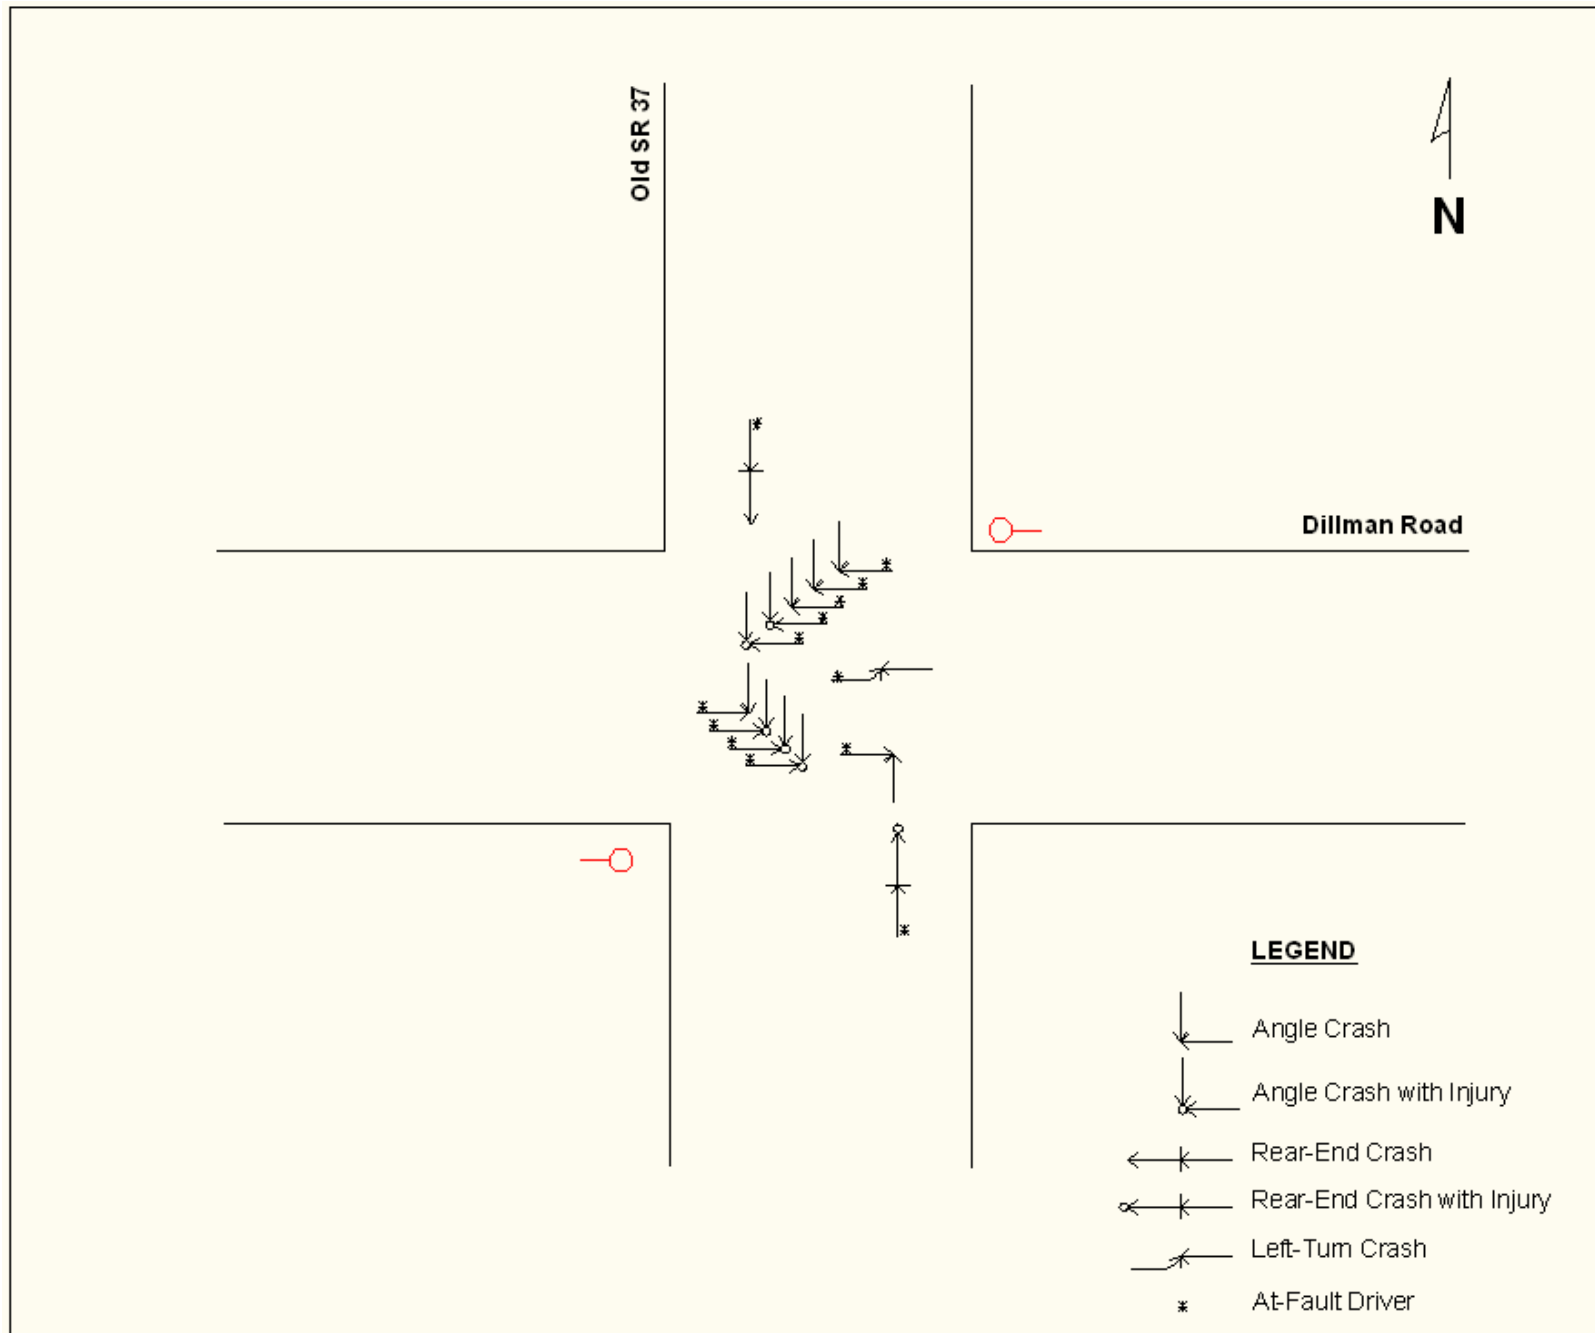 Old SR 37
N
Dillman Road
LEGEND
Angle Crash
Angle Crash with Injury
Rear-End Crash
Rear-End Crash with Injury
Left-Turn Crash
At-Fault Driver